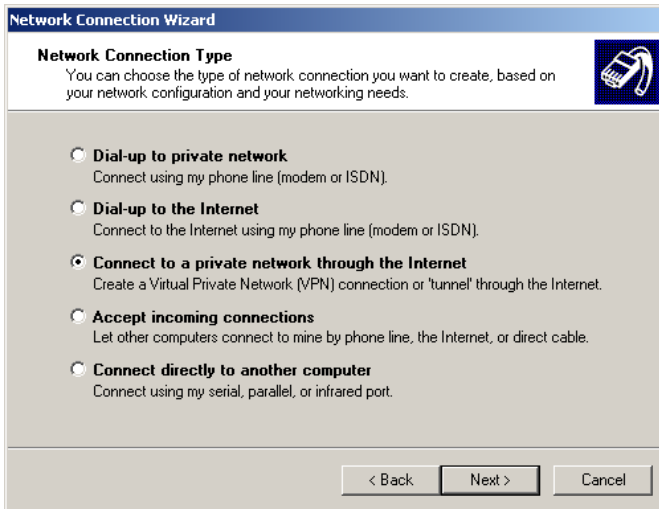 Network Connection Wizard
Network Connection Type
You can choose the type of network connection you want to create, based on
your network configuration and your networking needs.
Dial-up to private network
Connect using my phone line (modem or ISDN).
Dial-up to the Internet
Connect to the Internet using my phone line (modem or ISDN).
Connect to a private network through the Internet
Create a Virtual Private Network (VPN) connection or 'tunnel' through the Internet.
Accept incoming connections
Let other computers connect to mine by phone line, the Internet, or direct cable.
Connect directly to another computer
Connect using my serial, parallel, or infrared port.
< Back Next > Cancel